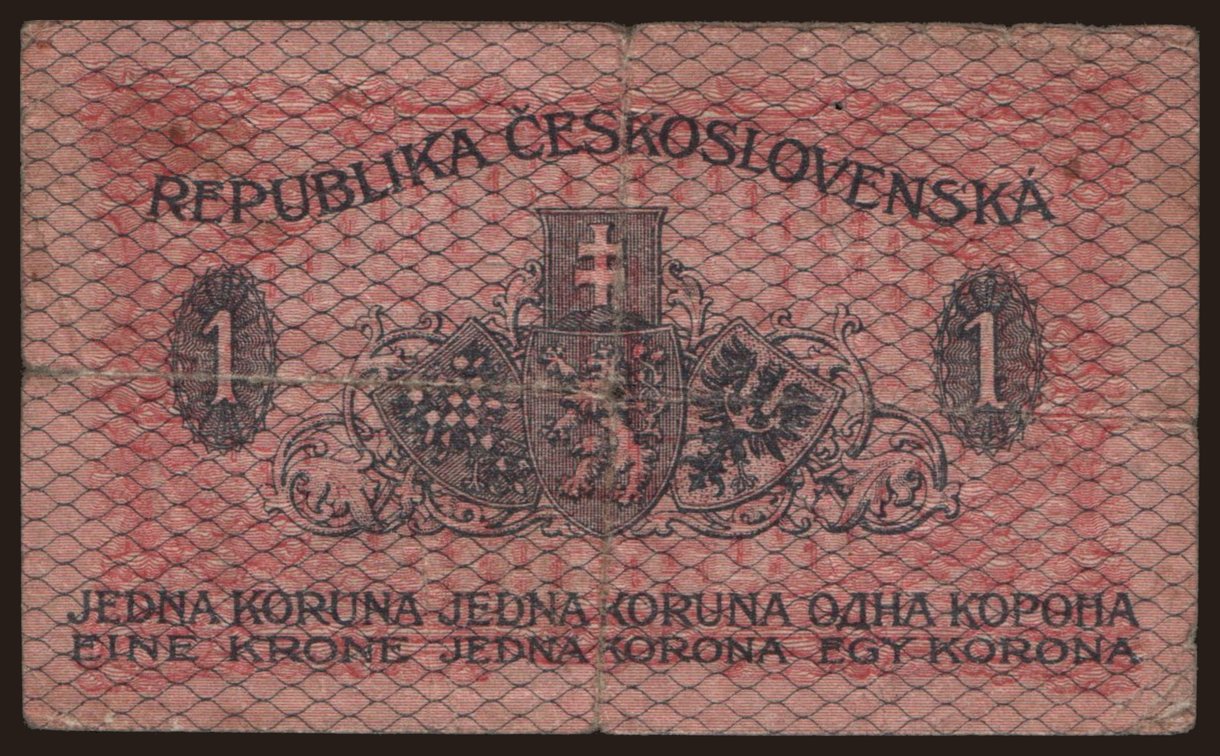 REPUBLIKA ČESKOSLOVENSKÁ
1 1
JEDNA KORUNA JEDNA KORUNA ОДНА КОРОНА
EINE KRONE JEDNA KORONA EGY KORONA